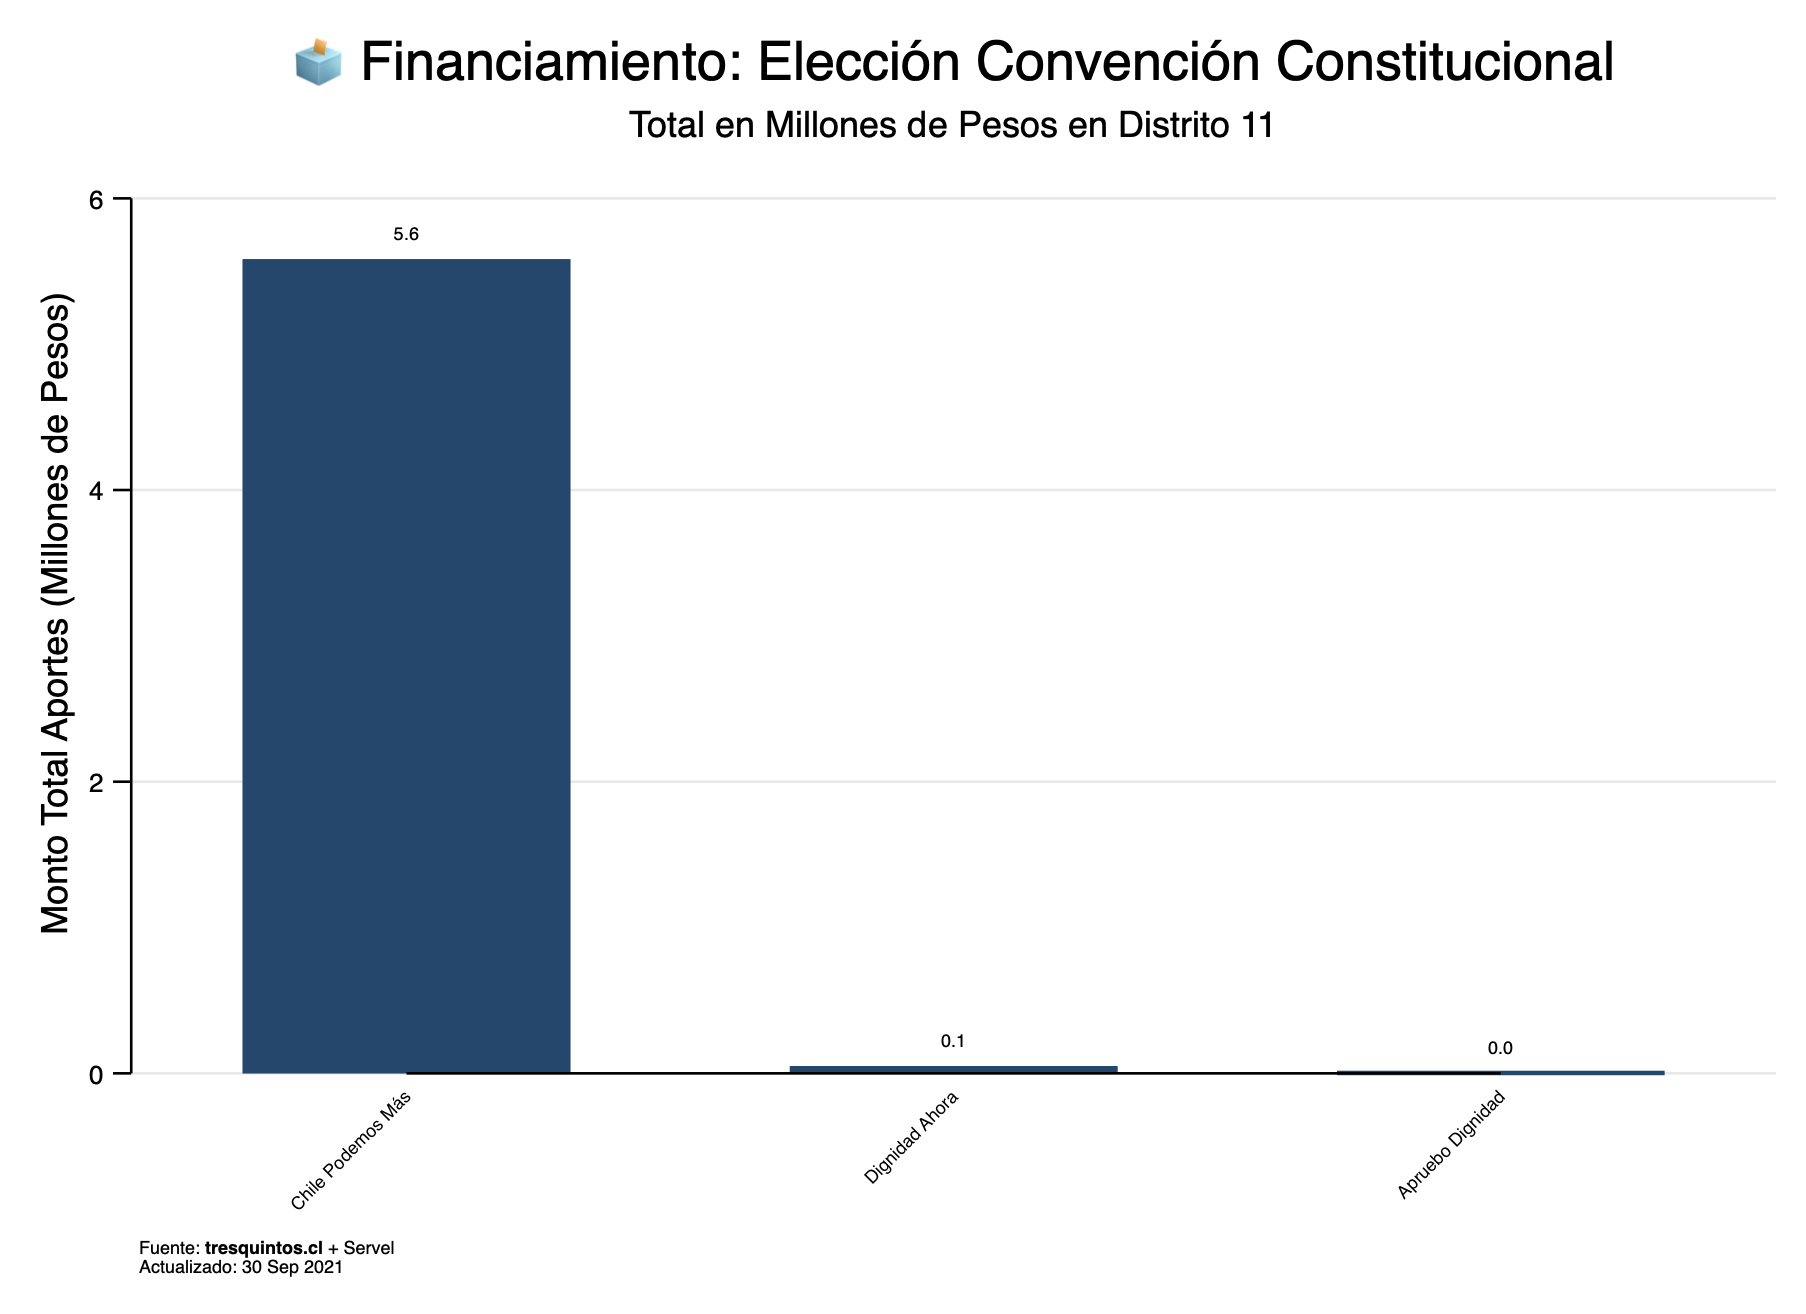 Financiamiento: Elección Convención Constitucional
Total en Millones de Pesos en Distrito 11
Monto Total Aportes (Millones de Pesos)
6
4
2
0
5.6
0.1
0.0
Chile Podemos Más
Dignidad Ahora
Apruebo Dignidad
Fuente: tresquintos.cl + Servel
Actualizado: 30 Sep 2021